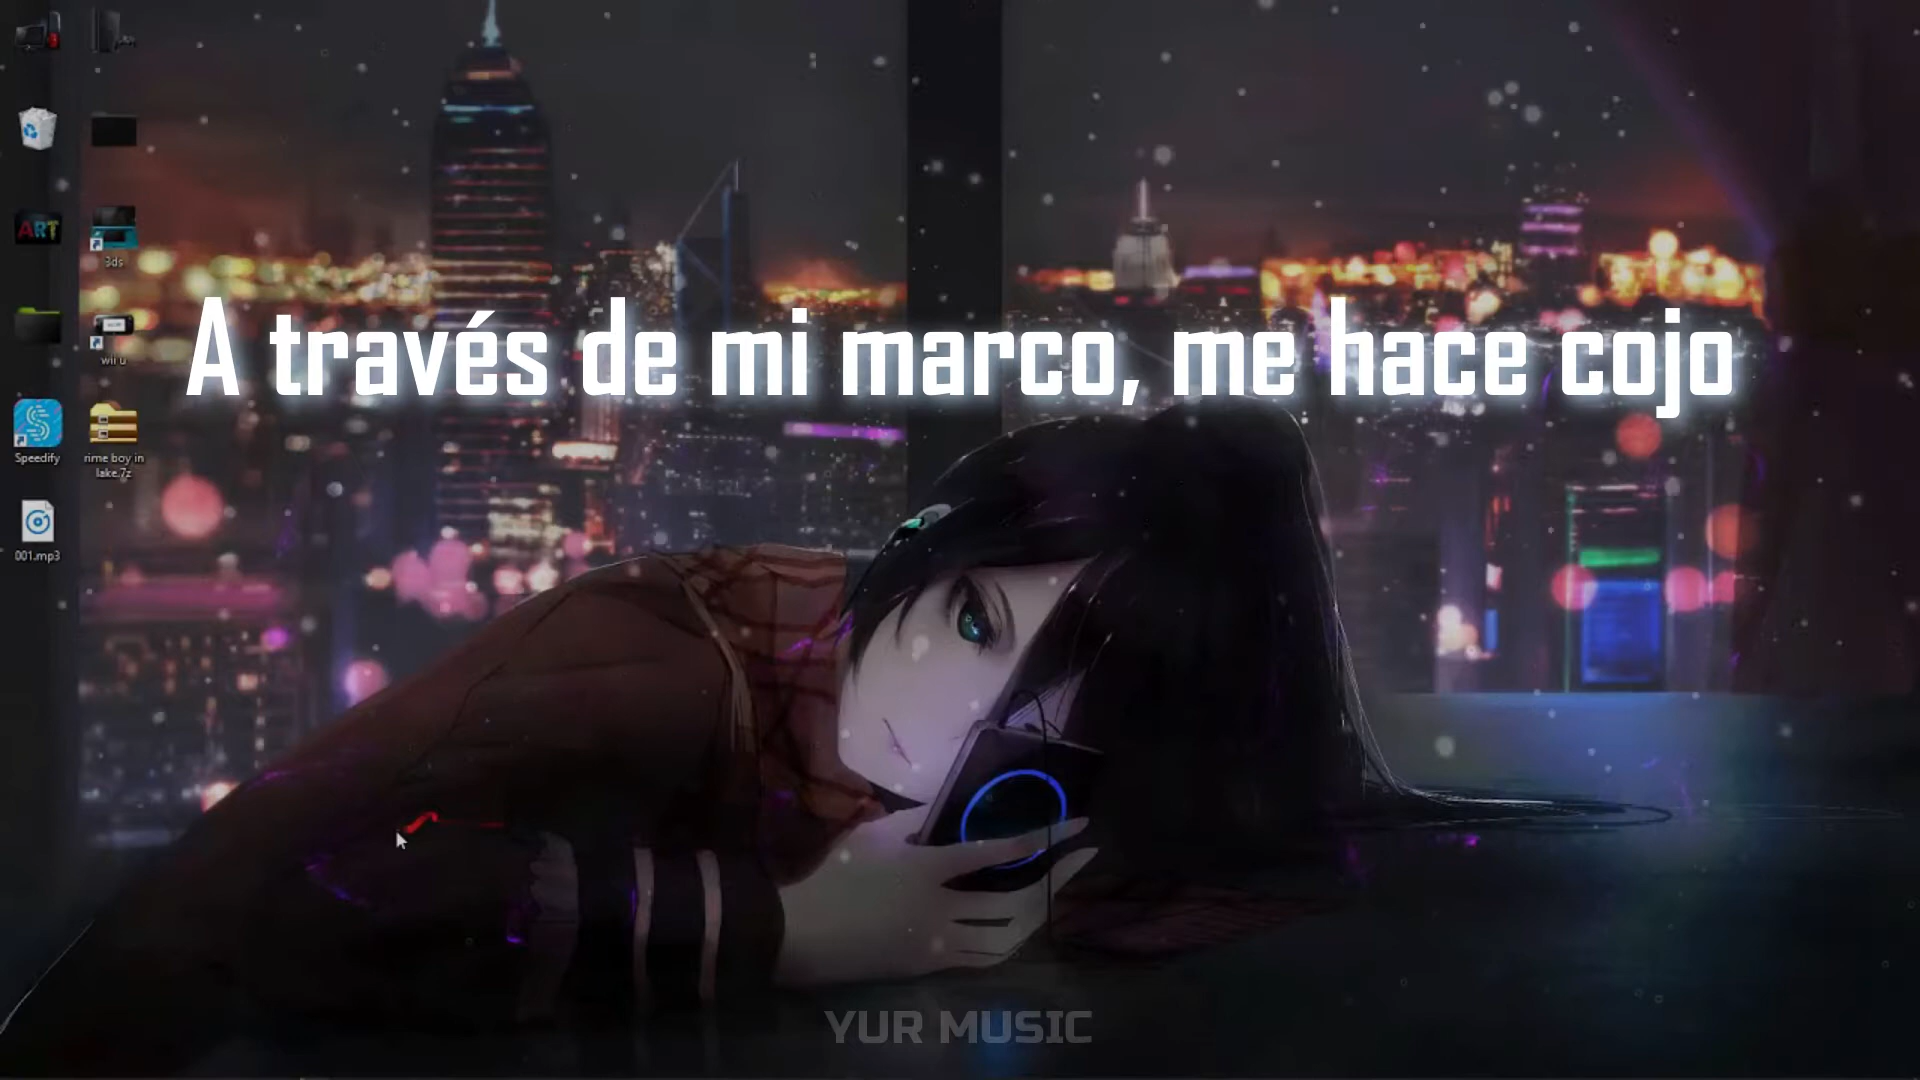 ART
3ds
wii u
Speedify
rime boy in
lake.7z
001.mp3
A través de mi marco, me hace cojo
YUR MUSIC